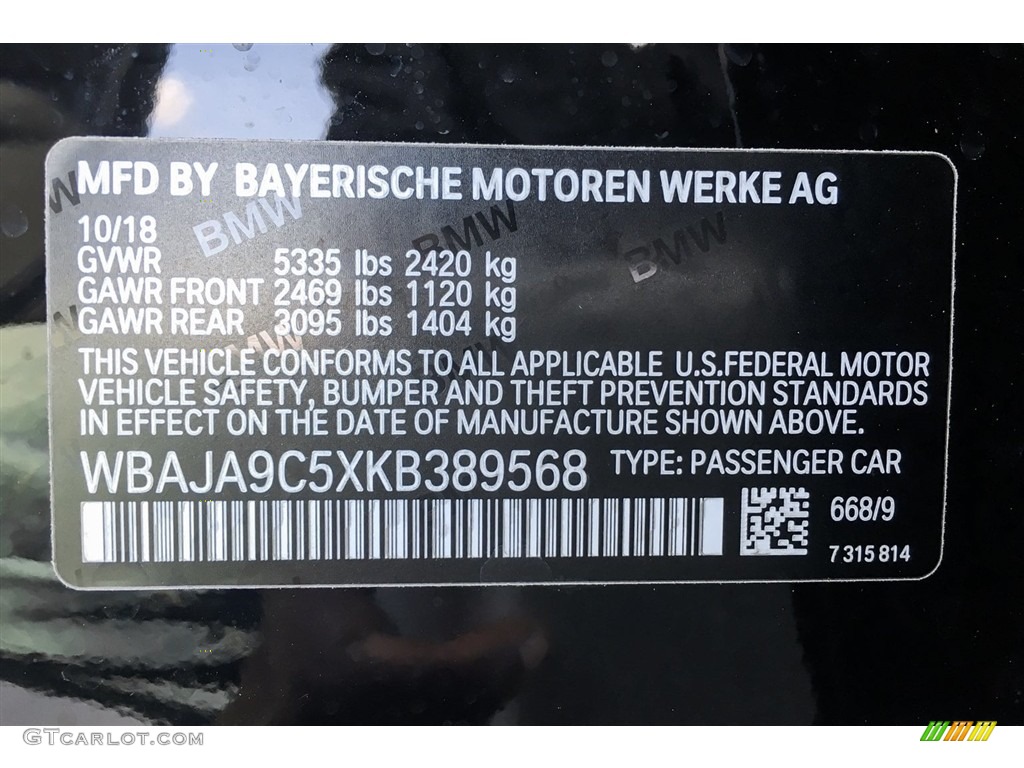 MFD BY BAYERISCHE MOTOREN WERKE AG
10/18
GVWR 5335 lbs 2420 kg
GAWR FRONT 2469 lbs 1120 kg
GAWR REAR 3095 lbs 1404 kg
THIS VEHICLE CONFORMS TO ALL APPLICABLE U.S.FEDERAL MOTOR
VEHICLE SAFETY, BUMPER AND THEFT PREVENTION STANDARDS
IN EFFECT ON THE DATE OF MANUFACTURE SHOWN ABOVE.
WBAJA9C5XKB389568 TYPE: PASSENGER CAR
668/9
7 315 814
BMW BMW BMW
BMW
GTCARLOT.COM